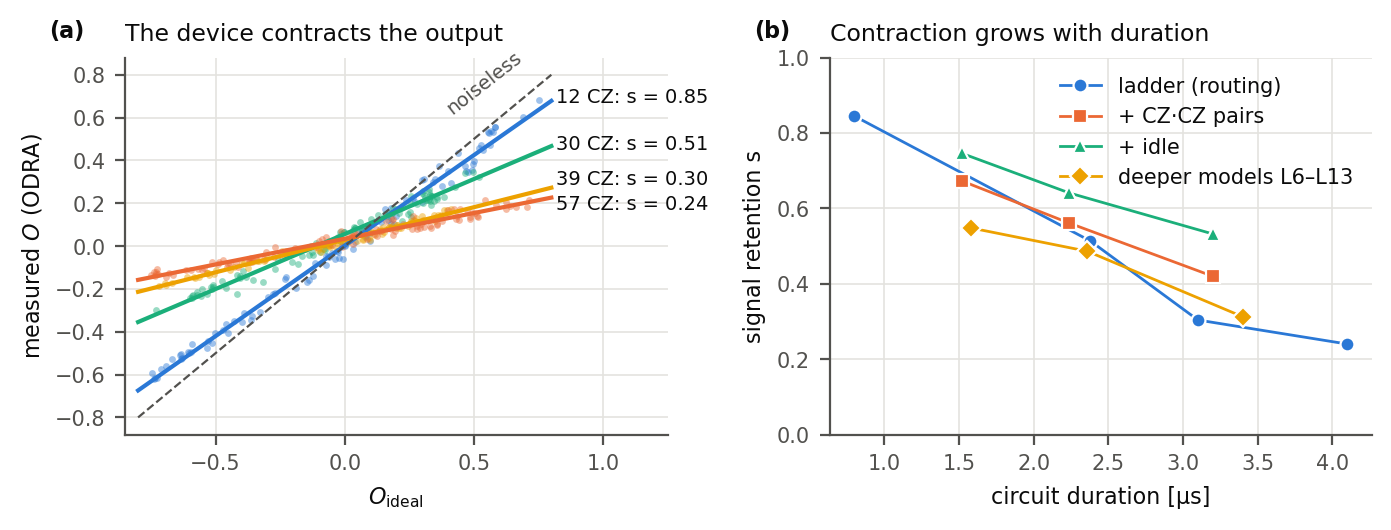 (a) The device contracts the output
0.8
0.6
0.4
0.2
0.0
−0.2
−0.4
−0.6
−0.8
measured O (ODRA)
noiseless
12 CZ: s = 0.85
30 CZ: s = 0.51
39 CZ: s = 0.30
57 CZ: s = 0.24
−0.5 0.0 0.5 1.0
O_ideal
(b) Contraction grows with duration
1.0
0.8
0.6
0.4
0.2
0.0
signal retention s
ladder (routing)
+ CZ·CZ pairs
+ idle
deeper models L6–L13
1.0 1.5 2.0 2.5 3.0 3.5 4.0
circuit duration [μs]